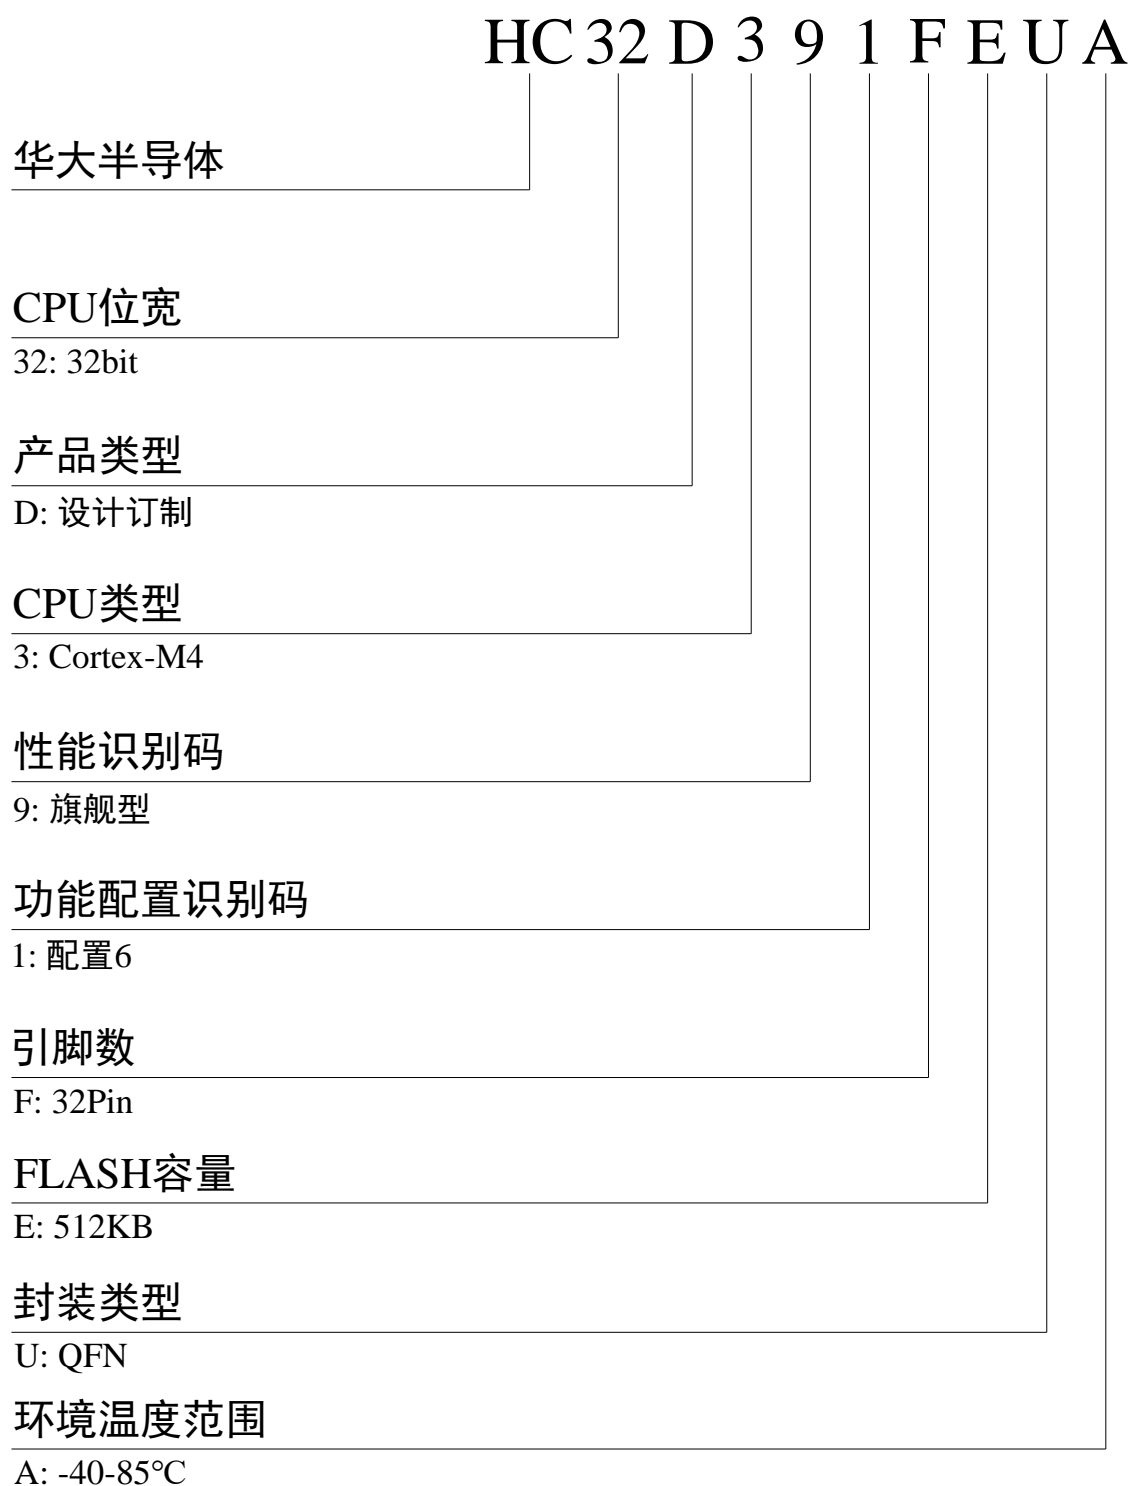 HC 32 D 3 9 1 F E U A
华大半导体
CPU位宽
32: 32bit
产品类型
D: 设计订制
CPU类型
3: Cortex-M4
性能识别码
9: 旗舰型
功能配置识别码
1: 配置6
引脚数
F: 32Pin
FLASH容量
E: 512KB
封装类型
U: QFN
环境温度范围
A: -40-85℃